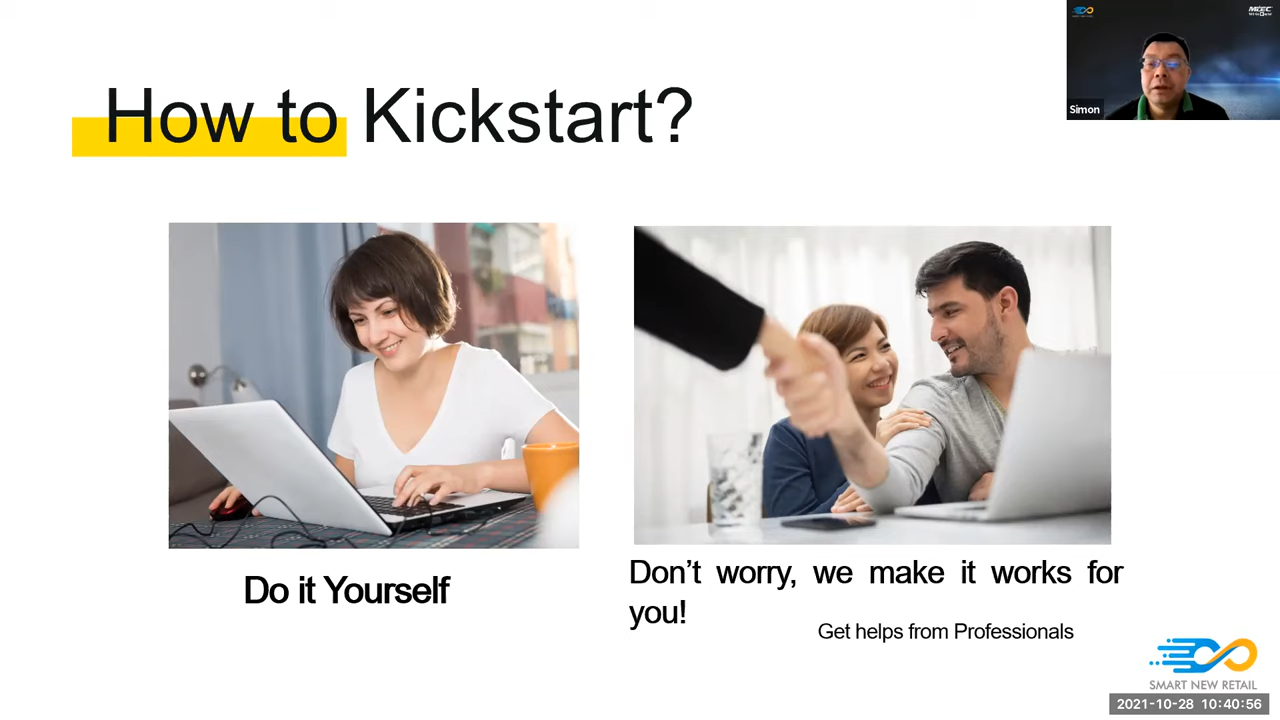 How to Kickstart?
Simon
Do it Yourself
Don’t worry, we make it works for
you!
Get helps from Professionals
SMART NEW RETAIL
2021-10-28 10:40:56